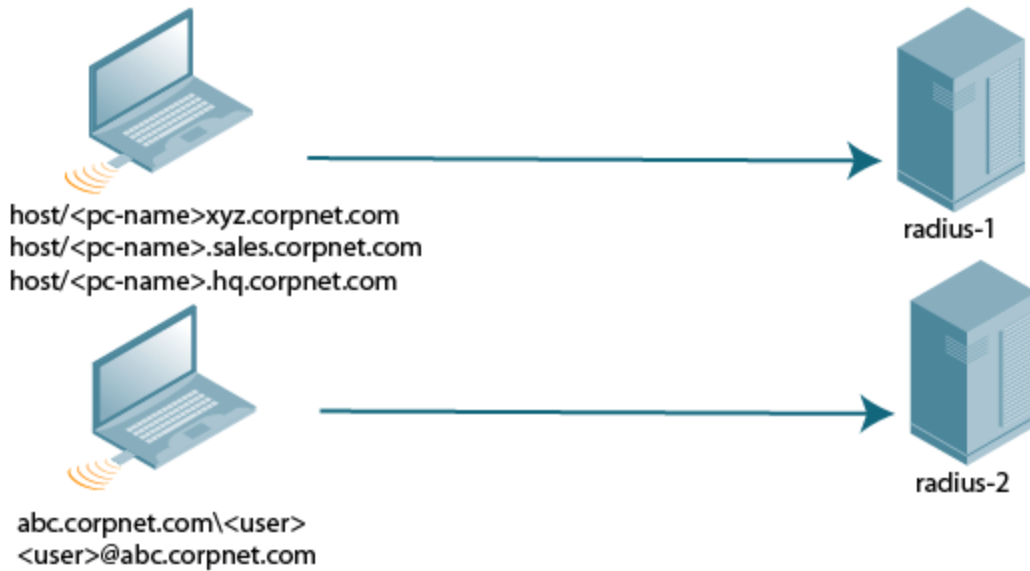 host/<pc-name>xyz.corpnet.com
host/<pc-name>.sales.corpnet.com
host/<pc-name>.hq.corpnet.com
radius-1
abc.corpnet.com\<user>
<user>@abc.corpnet.com
radius-2